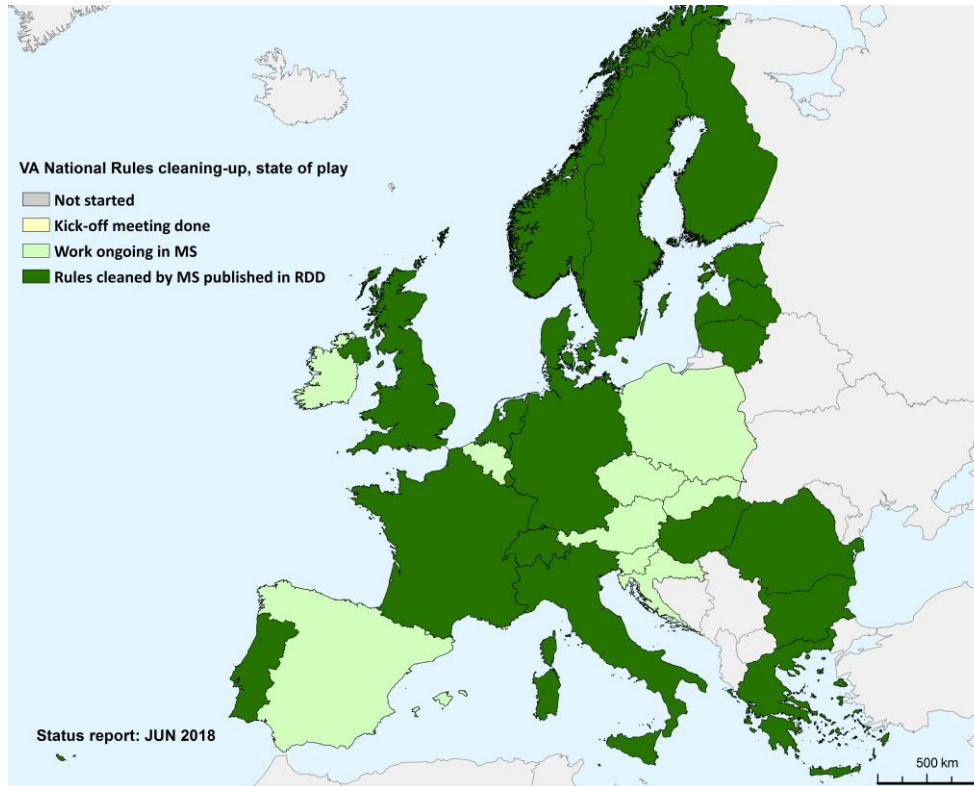 VA National Rules cleaning-up, state of play
Not started
Kick-off meeting done
Work ongoing in MS
Rules cleaned by MS published in RDD
Status report: JUN 2018
500 km